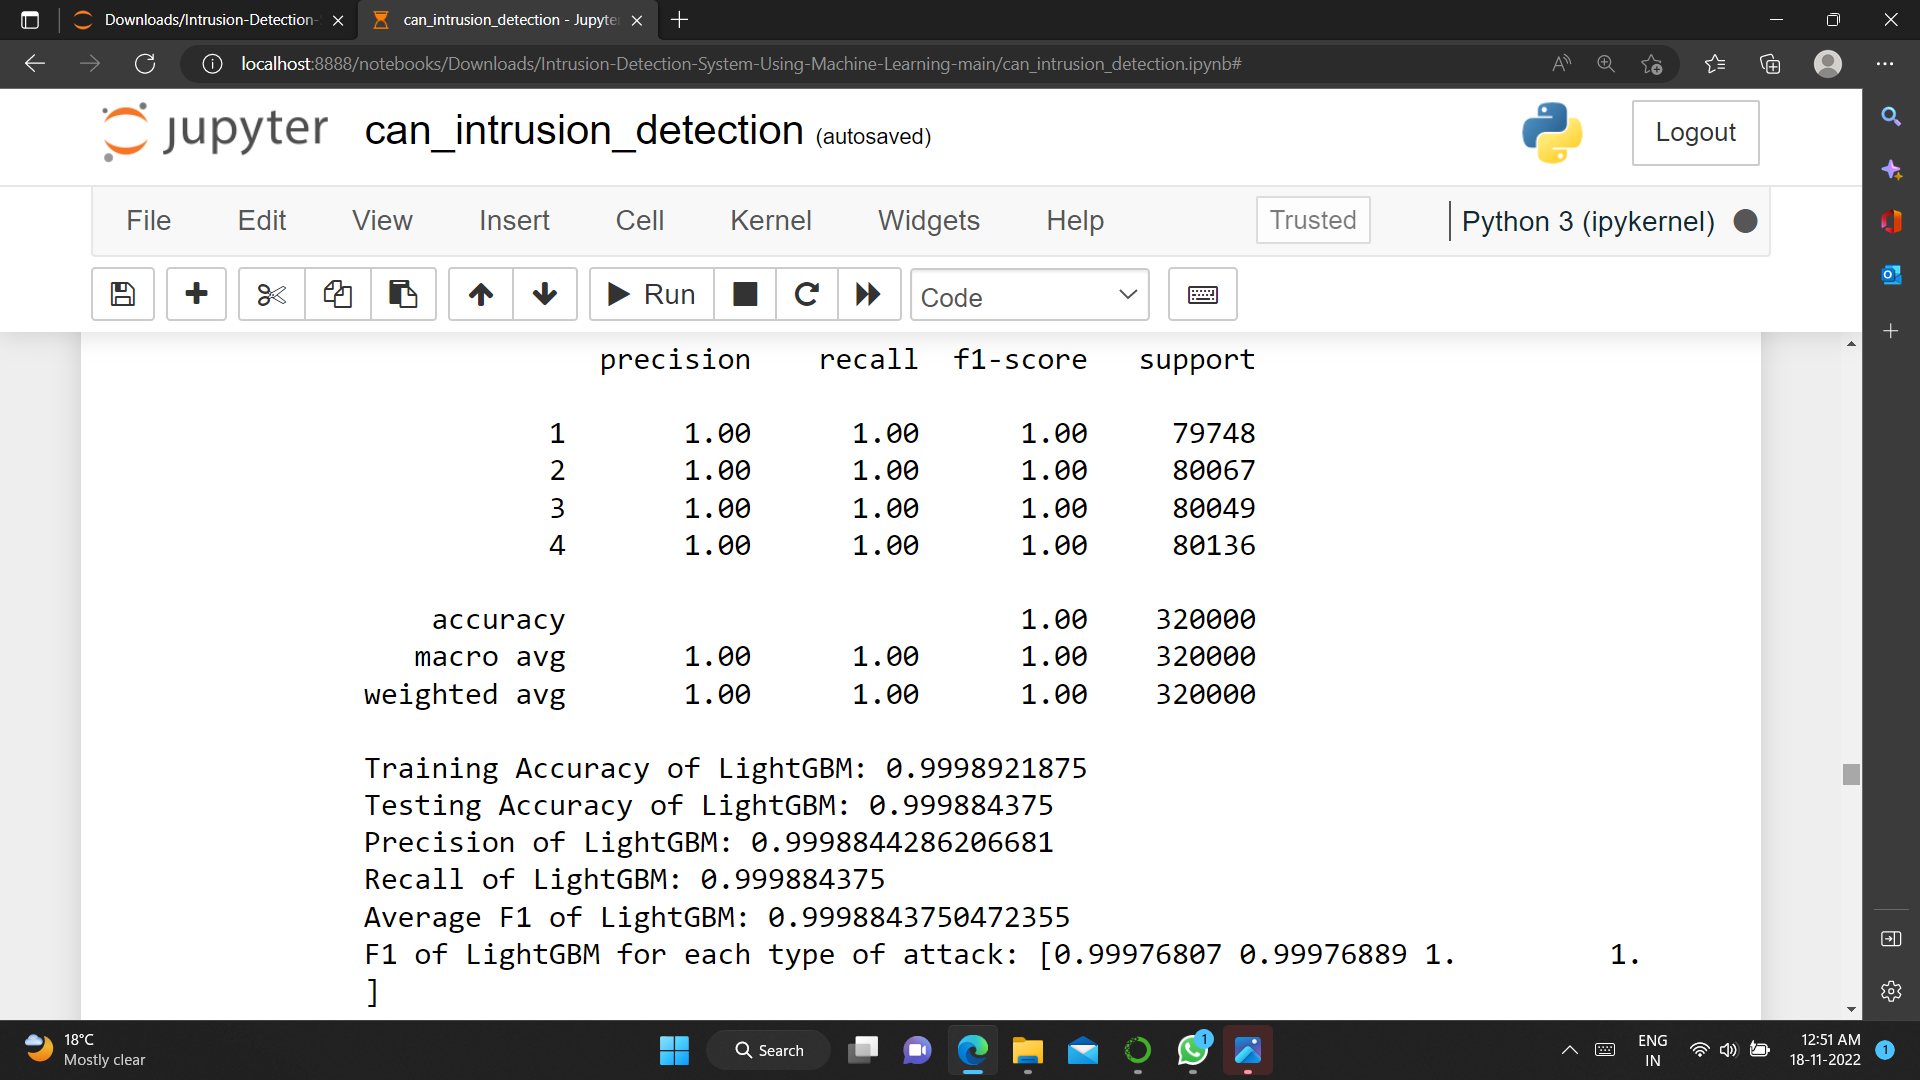 Downloads/Intrusion-Detection-
can_intrusion_detection - Jupyte
localhost:8888/notebooks/Downloads/Intrusion-Detection-System-Using-Machine-Learning-main/can_intrusion_detection.ipynb#
jupyter can_intrusion_detection (autosaved)
Logout
File Edit View Insert Cell Kernel Widgets Help Trusted Python 3 (ipykernel)
Run Code
precision recall f1-score support
1 1.00 1.00 1.00 79748
2 1.00 1.00 1.00 80067
3 1.00 1.00 1.00 80049
4 1.00 1.00 1.00 80136
accuracy 1.00 320000
macro avg 1.00 1.00 1.00 320000
weighted avg 1.00 1.00 1.00 320000
Training Accuracy of LightGBM: 0.9998921875
Testing Accuracy of LightGBM: 0.999884375
Precision of LightGBM: 0.9998844286206681
Recall of LightGBM: 0.999884375
Average F1 of LightGBM: 0.9998843750472355
F1 of LightGBM for each type of attack: [0.99976807 0.99976889 1. 1.
]
18°C
Mostly clear
Search
1
ENG
IN
12:51 AM
18-11-2022
1